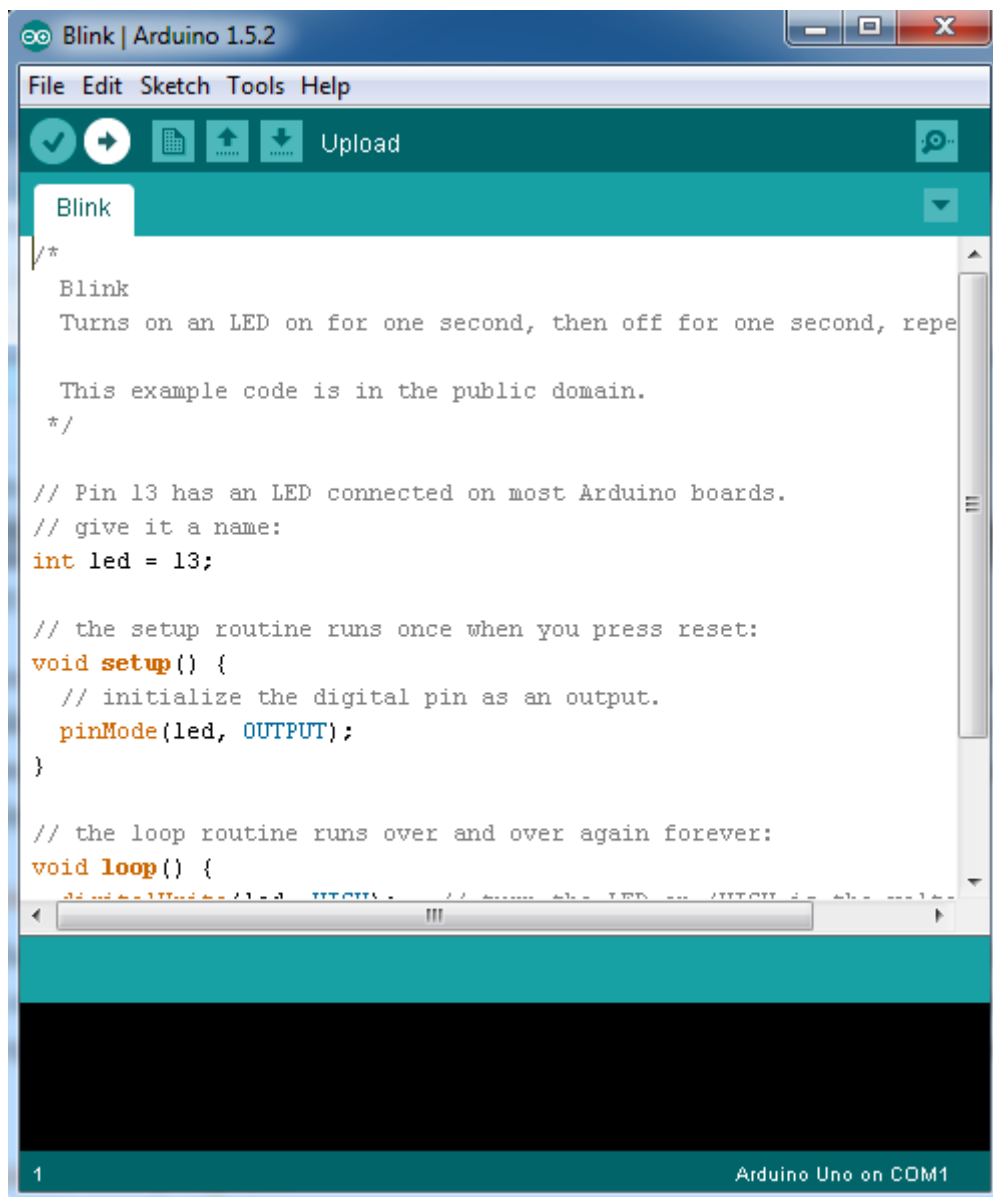 Blink | Arduino 1.5.2
File Edit Sketch Tools Help
Upload
Blink
/*
Blink
Turns on an LED on for one second, then off for one second, repe
This example code is in the public domain.
*/
// Pin 13 has an LED connected on most Arduino boards.
// give it a name:
int led = 13;
// the setup routine runs once when you press reset:
void setup() {
// initialize the digital pin as an output.
pinMode(led, OUTPUT);
}
// the loop routine runs over and over again forever:
void loop() {
1
Arduino Uno on COM1